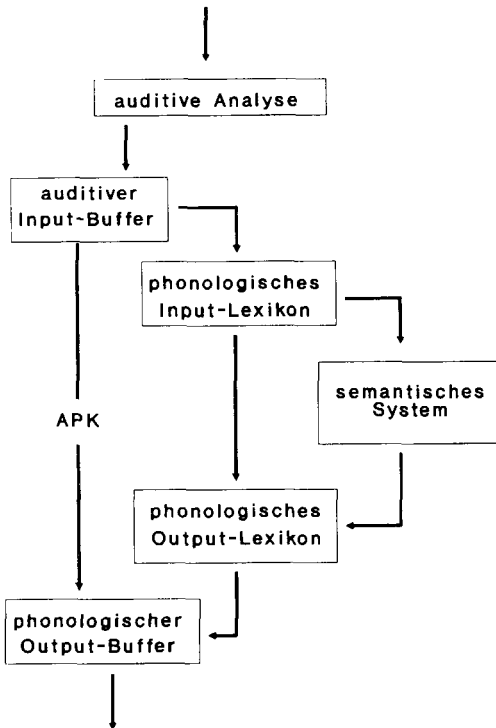 auditive Analyse
auditiver
Input-Buffer
phonologisches
Input-Lexikon
semantisches
System
APK
phonologisches
Output-Lexikon
phonologischer
Output-Buffer